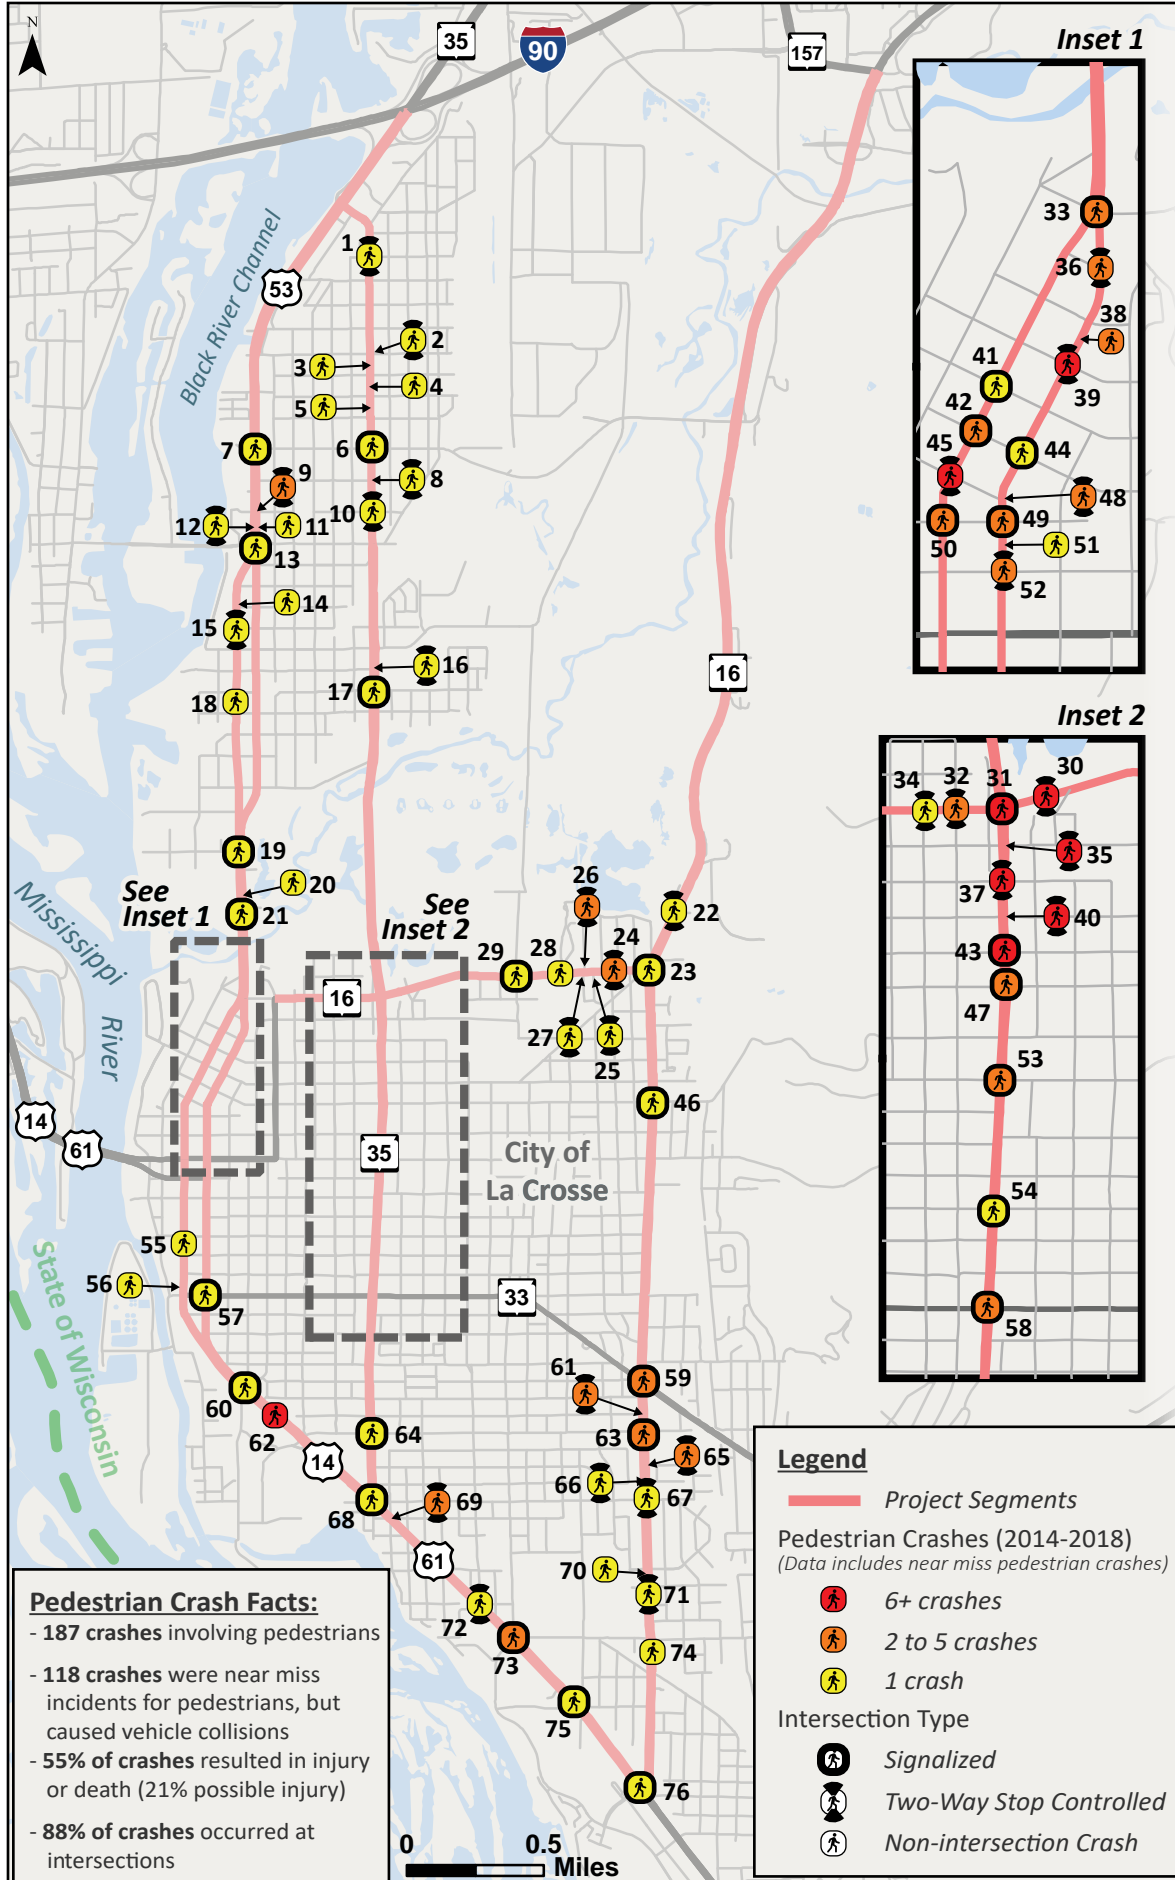 N
35
90
157
Inset 1
33
36
38
41
39
42
44
45
48
49
50
51
52
1
53
Black River Channel
2
3
4
5
7
6
9
8
10
12
11
13
14
15
16
17
18
16
Inset 2
34
32
31
30
35
37
40
43
47
53
54
58
19
20
See
Inset 1
21
Mississippi
River
See
Inset 2
26
22
29
28
24
23
16
27
25
46
14
61
35
City of
La Crosse
55
56
57
33
State of Wisconsin
61
59
60
62
64
63
14
65
66
67
68
69
61
70
71
72
73
74
75
76
Pedestrian Crash Facts:
- 187 crashes involving pedestrians
- 118 crashes were near miss
incidents for pedestrians, but
caused vehicle collisions
- 55% of crashes resulted in injury
or death (21% possible injury)
- 88% of crashes occurred at
intersections
0 0.5
Miles
Legend
Project Segments
Pedestrian Crashes (2014-2018)
(Data includes near miss pedestrian crashes)
6+ crashes
2 to 5 crashes
1 crash
Intersection Type
Signalized
Two-Way Stop Controlled
Non-intersection Crash